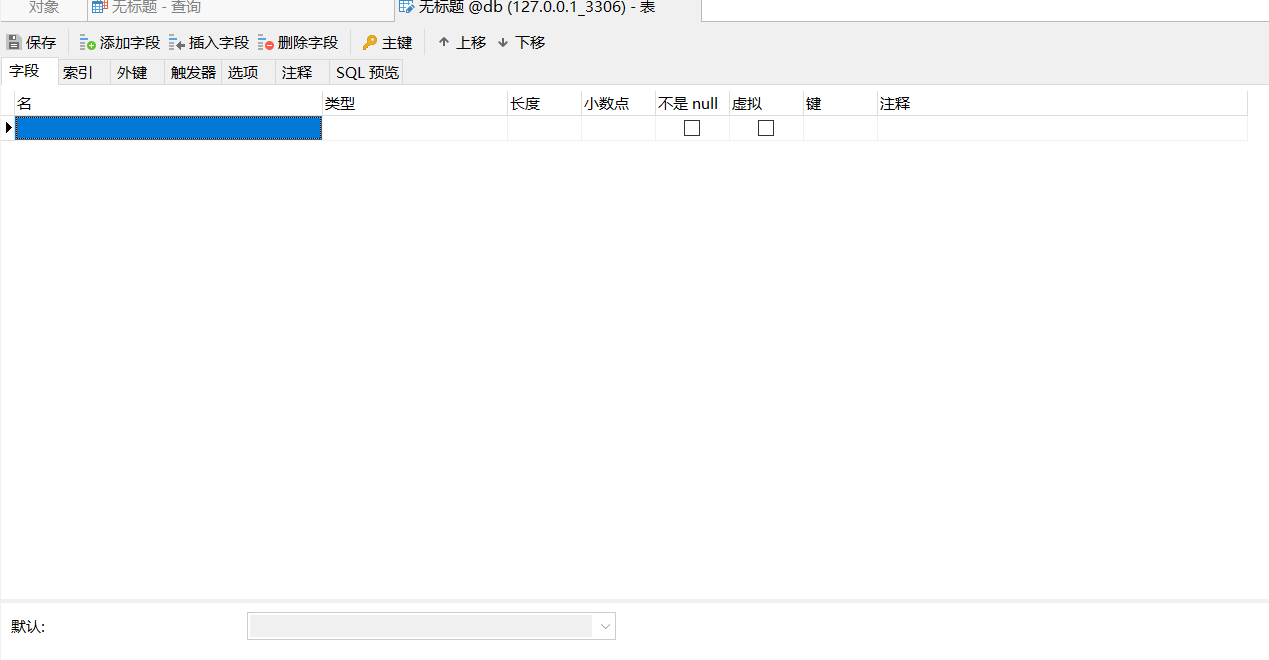 对象 无标题 - 查询 无标题 @db (127.0.0.1_3306) - 表
保存 添加字段 插入字段 删除字段 主键 上移 下移
字段 索引 外键 触发器 选项 注释 SQL 预览
名 类型 长度 小数点 不是 null 虚拟 键 注释
默认: